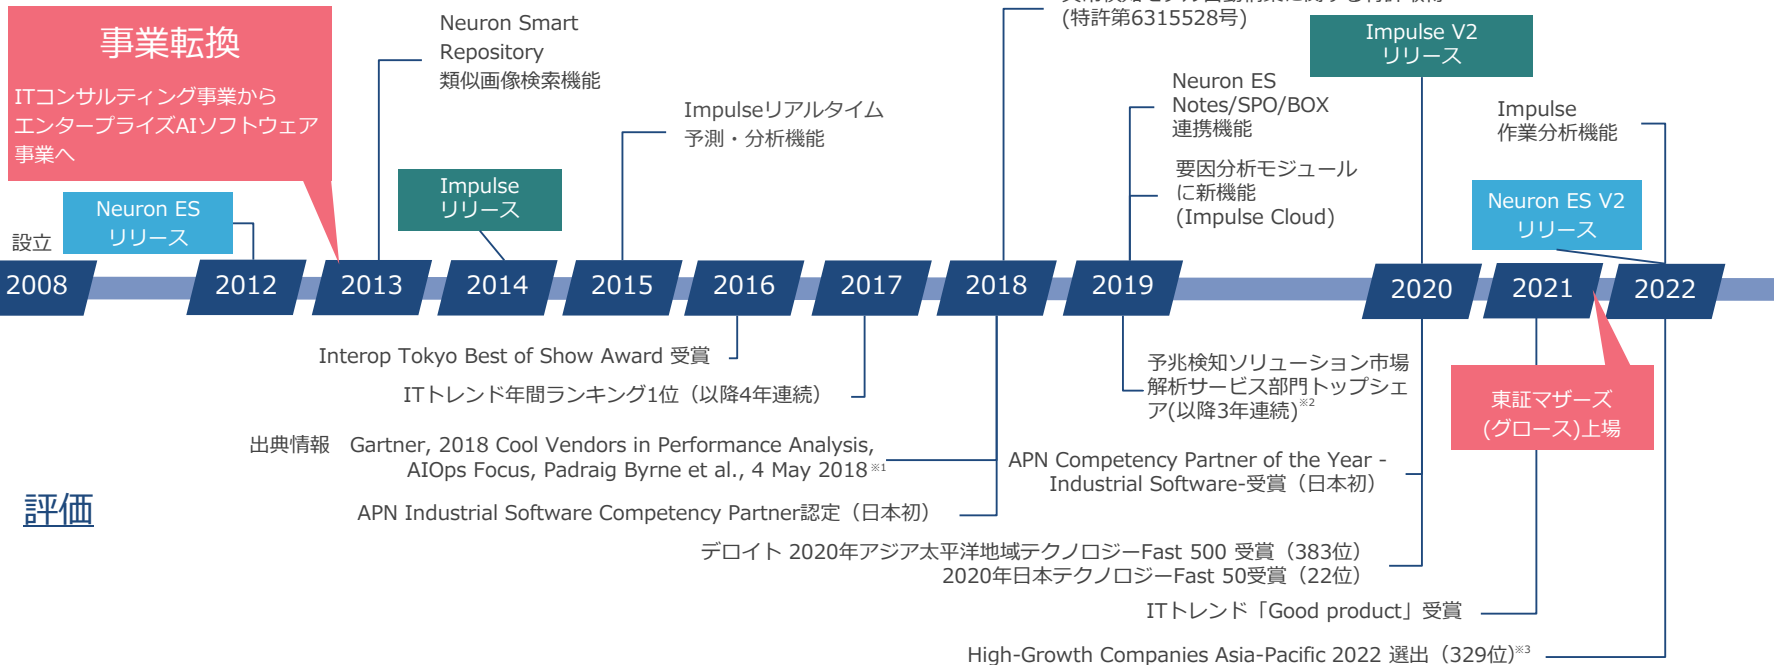 事業転換
ITコンサルティング事業から
エンタープライズAIソフトウェア
事業へ
Neuron Smart
Repository
類似画像検索機能
Impulseリアルタイム
予測・分析機能
(特許第6315528号)
Neuron ES
Notes/SPO/BOX
連携機能
要因分析モジュール
に新機能
(Impulse Cloud)
Impulse V2
リリース
Impulse
作業分析機能
Neuron ES
リリース
Impulse
リリース
Neuron ES V2
リリース
設立
2008
2012
2013
2014
2015
2016
2017
2018
2019
2020
2021
2022
Interop Tokyo Best of Show Award 受賞
ITトレンド年間ランキング1位（以降4年連続）
出典情報 Gartner, 2018 Cool Vendors in Performance Analysis,
AIOps Focus, Padraig Byrne et al., 4 May 2018※1
APN Industrial Software Competency Partner認定（日本初）
予兆検知ソリューション市場
解析サービス部門トップシェ
ア(以降3年連続)※2
APN Competency Partner of the Year -
Industrial Software-受賞（日本初）
東証マザーズ
(グロース)上場
評価
デロイト 2020年アジア太平洋地域テクノロジーFast 500 受賞（383位）
2020年日本テクノロジーFast 50受賞（22位）
ITトレンド「Good product」受賞
High-Growth Companies Asia-Pacific 2022 選出（329位)※3